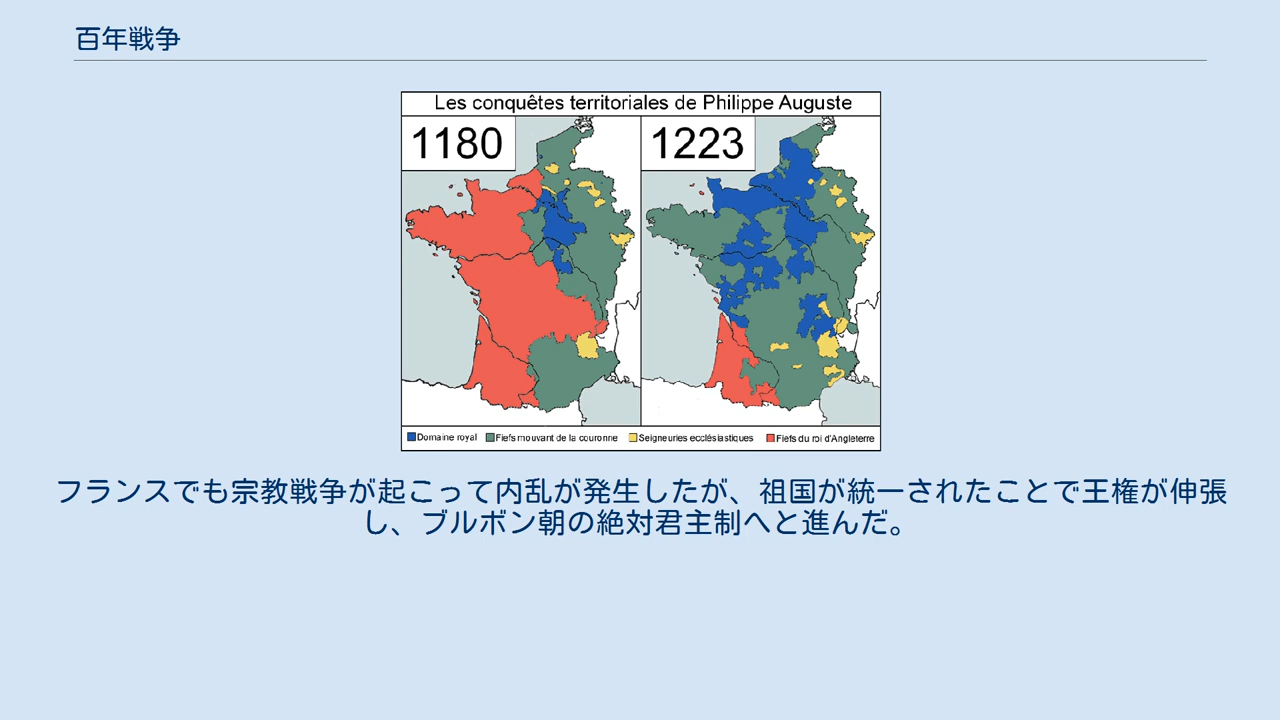 百年戦争
Les conquêtes territoriales de Philippe Auguste
1180
1223
Domaine royal Fiefs mouvant de la couronne Seigneuries ecclésiastiques Fiefs du roi d'Angleterre
フランスでも宗教戦争が起こって内乱が発生したが、祖国が統一されたことで王権が伸張
し、ブルボン朝の絶対君主制へと進んだ。